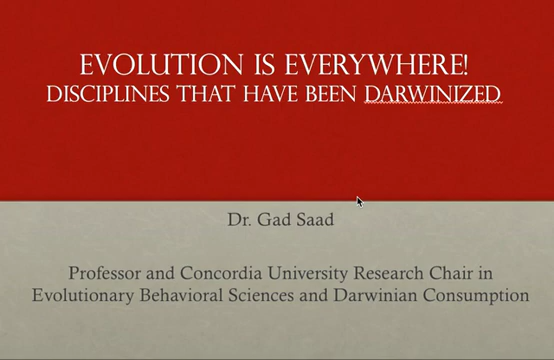 EVOLUTION IS EVERYWHERE!
DISCIPLINES THAT HAVE BEEN DARWINIZED
Dr. Gad Saad
Professor and Concordia University Research Chair in
Evolutionary Behavioral Sciences and Darwinian Consumption